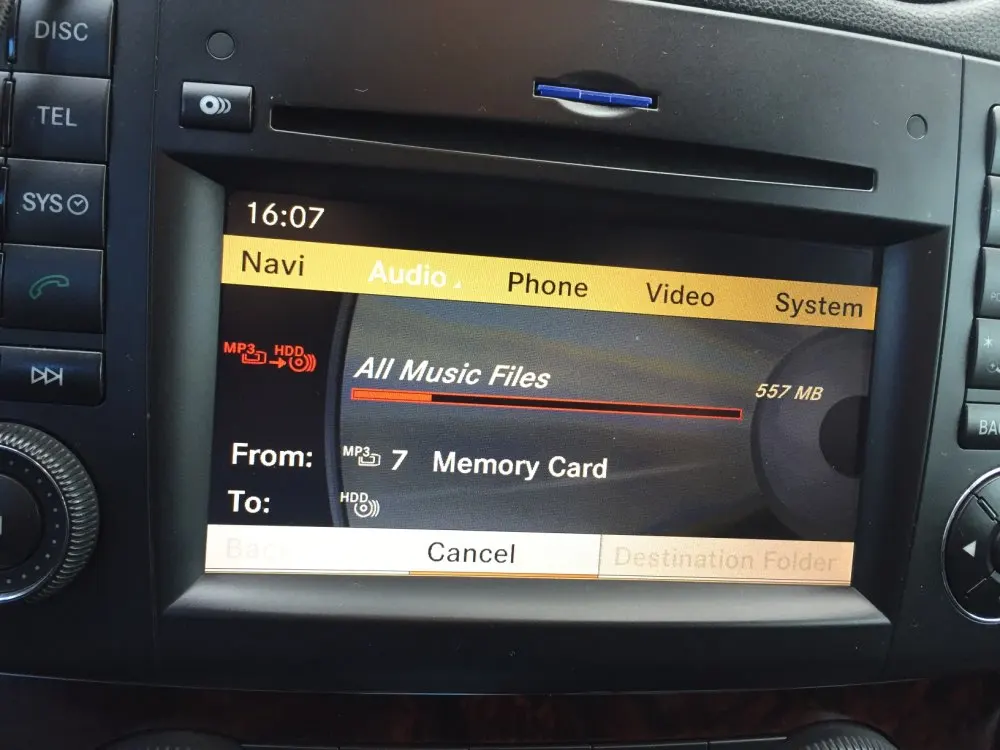 DISC
TEL
SYS
16:07
Navi Audio Phone Video System
MP3 HDD
All Music Files
557 MB
From: MP3 7 Memory Card
To: HDD
Back Cancel Destination Folder